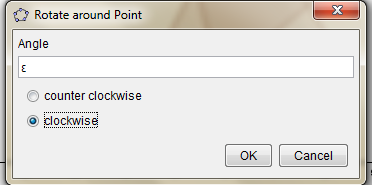 Rotate around Point
Angle
ε
counter clockwise
clockwise
OK
Cancel